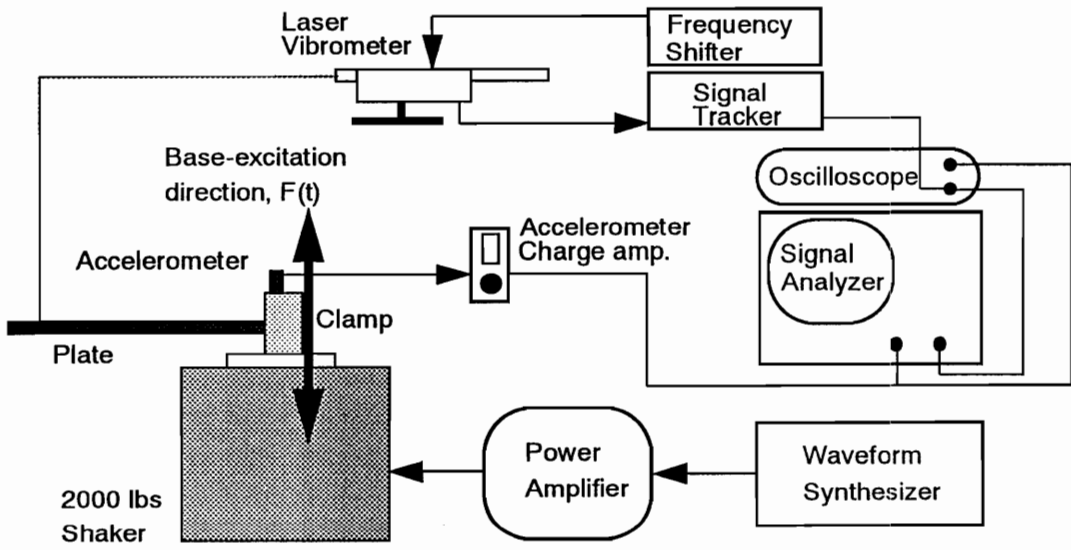 Laser
Vibrometer
Frequency
Shifter
Signal
Tracker
Base-excitation
direction, F(t)
Oscilloscope
Accelerometer
Accelerometer
Charge amp.
Signal
Analyzer
Clamp
Plate
2000 lbs
Shaker
Power
Amplifier
Waveform
Synthesizer